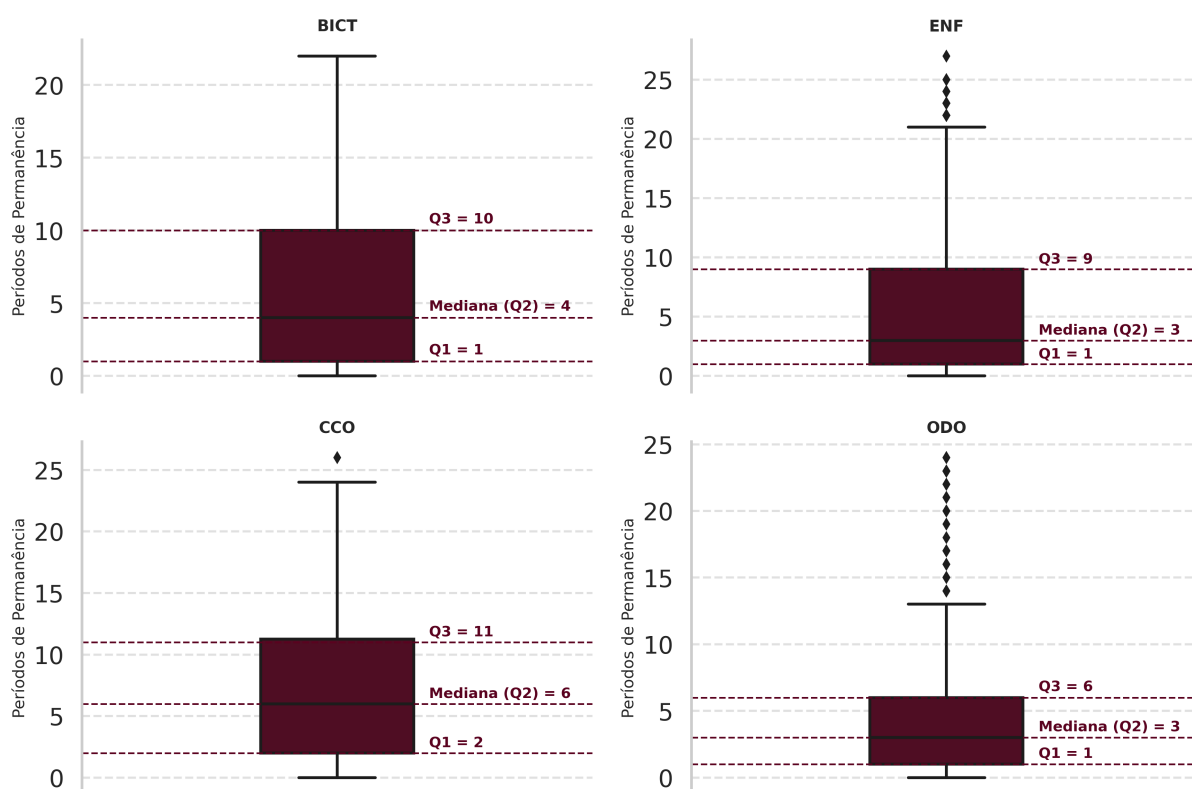 BICT
Períodos de Permanência
20
15
10
5
0
Q3 = 10
Mediana (Q2) = 4
Q1 = 1
ENF
Períodos de Permanência
25
20
15
10
5
0
Q3 = 9
Mediana (Q2) = 3
Q1 = 1
CCO
Períodos de Permanência
25
20
15
10
5
0
Q3 = 11
Mediana (Q2) = 6
Q1 = 2
ODO
Períodos de Permanência
25
20
15
10
5
0
Q3 = 6
Mediana (Q2) = 3
Q1 = 1